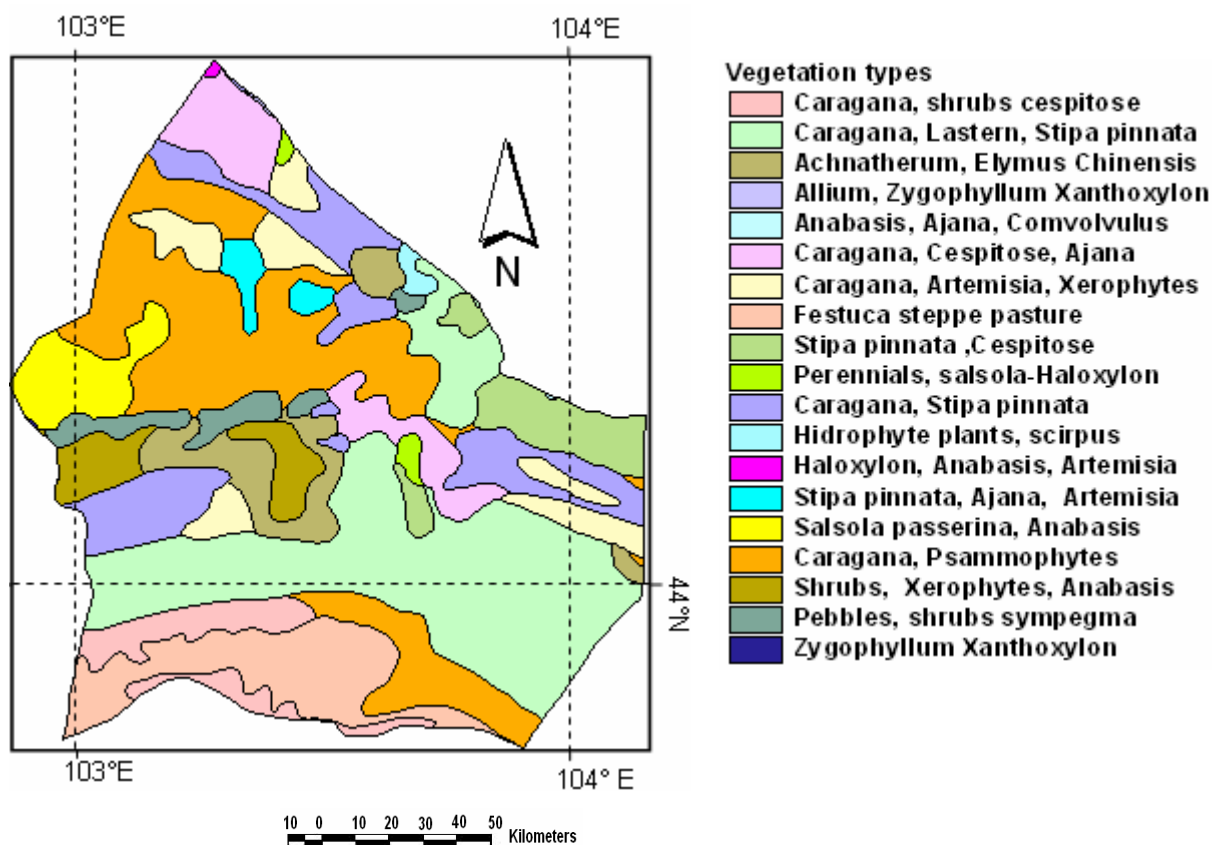 103°E
104°E
Vegetation types
Caragana, shrubs cespitose
Caragana, Lastern, Stipa pinnata
Achnatherum, Elymus Chinensis
Allium, Zygophyllum Xanthoxylon
Anabasis, Ajana, Comvolvulus
Caragana, Cespitose, Ajana
Caragana, Artemisia, Xerophytes
Festuca steppe pasture
Stipa pinnata ,Cespitose
Perennials, salsola-Haloxylon
Caragana, Stipa pinnata
Hidrophyte plants, scirpus
Haloxylon, Anabasis, Artemisia
Stipa pinnata, Ajana, Artemisia
Salsola passerina, Anabasis
Caragana, Psammophytes
Shrubs, Xerophytes, Anabasis
Pebbles, shrubs sympegma
Zygophyllum Xanthoxylon
N
44°N
103°E
104° E
10 0 10 20 30 40 50 Kilometers